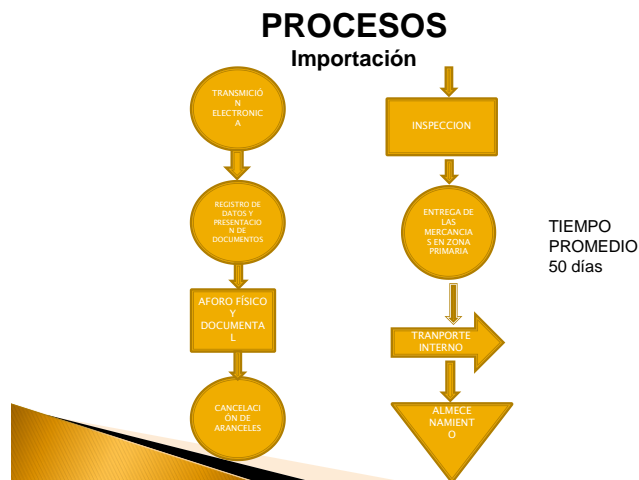 PROCESOS
Importación
TRANSMICIÓ
N
ELECTRONIC
A
REGISTRO DE
DATOS Y
PRESENTACIO
N DE
DOCUMENTOS
AFORO FÍSICO
Y
DOCUMENTA
L
CANCELACI
ÓN DE
ARANCELES
INSPECCION
ENTREGA DE
LAS
MERCANCIA
S EN ZONA
PRIMARIA
TRANPORTE
INTERNO
ALMECE
NAMIENT
O
TIEMPO
PROMEDIO
50 días